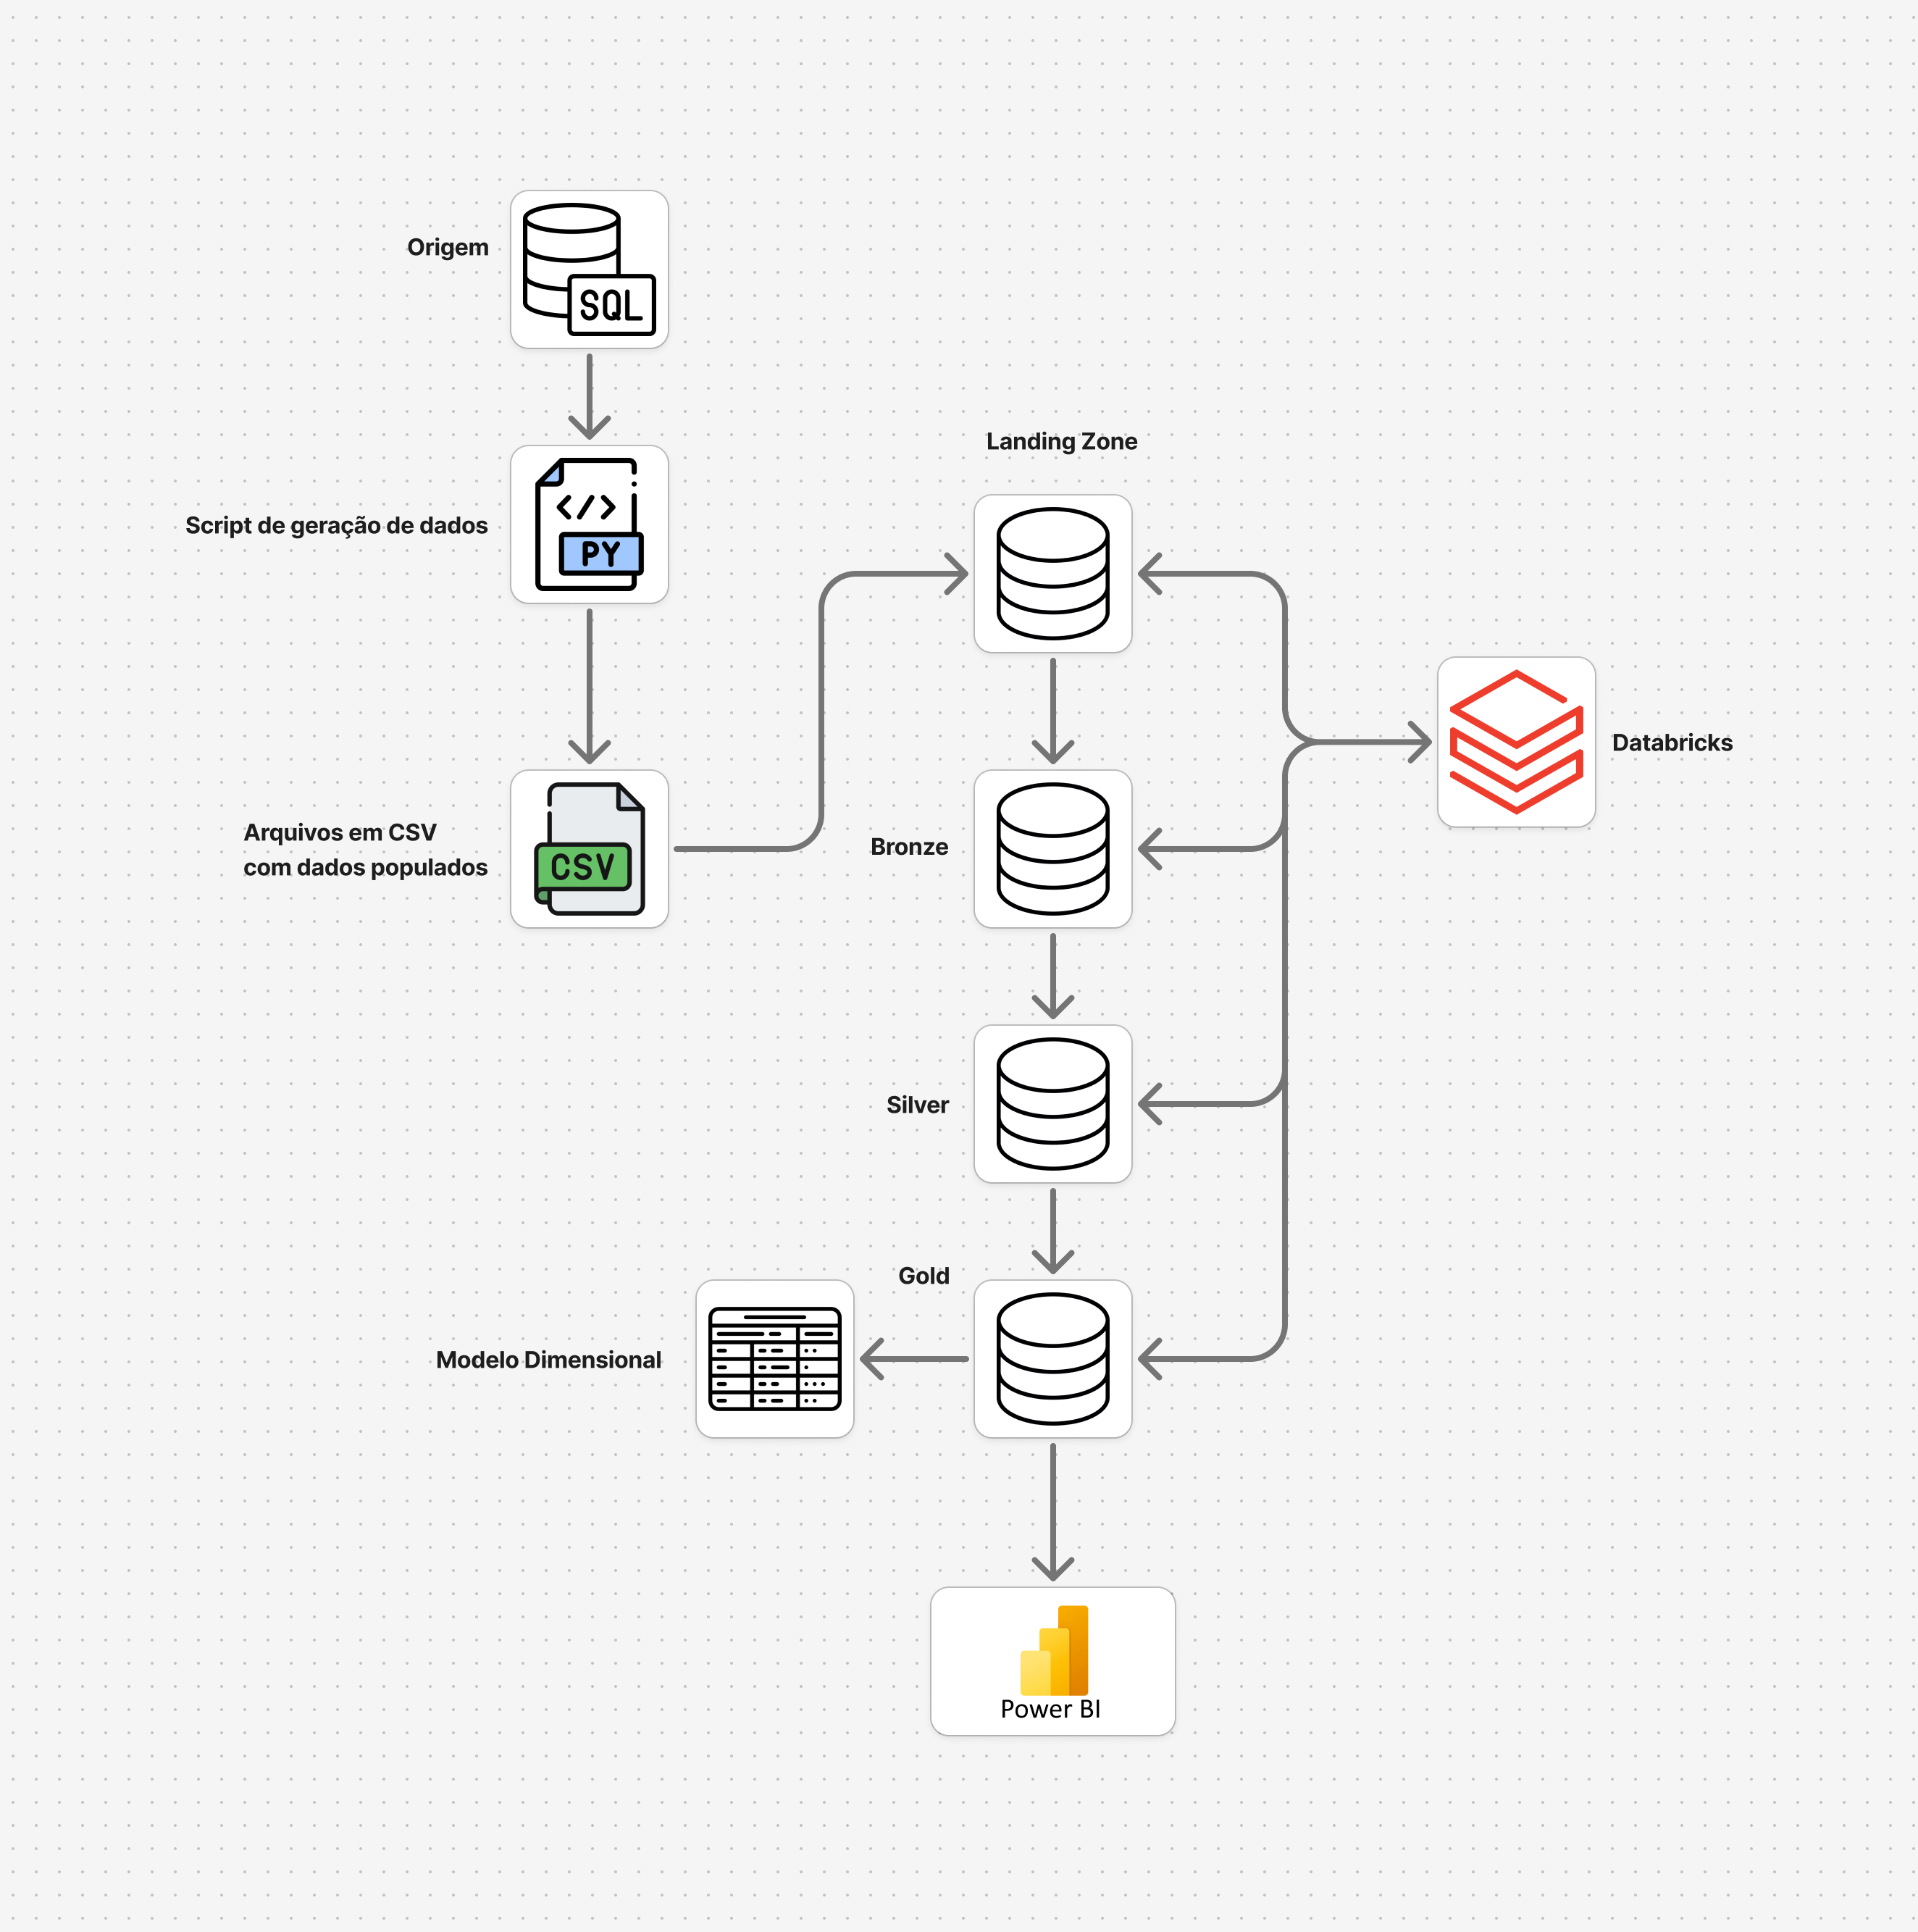 Origem
SQL
Script de geração de dados
</>
PY
Arquivos em CSV
com dados populados
CSV
Landing Zone
Bronze
Databricks
Silver
Gold
Modelo Dimensional
Power BI